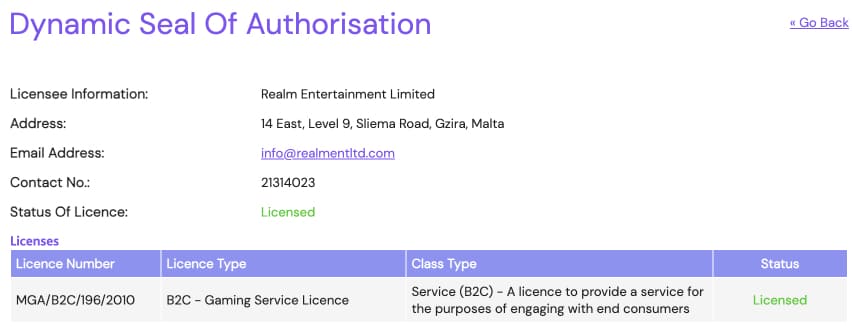 Dynamic Seal Of Authorisation
« Go Back
Licensee Information: Realm Entertainment Limited
Address: 14 East, Level 9, Sliema Road, Gzira, Malta
Email Address: info@realmentltd.com
Contact No.: 21314023
Status Of Licence: Licensed
Licenses
Licence Number Licence Type Class Type Status
MGA/B2C/196/2010 B2C - Gaming Service Licence Service (B2C) - A licence to provide a service for the purposes of engaging with end consumers Licensed